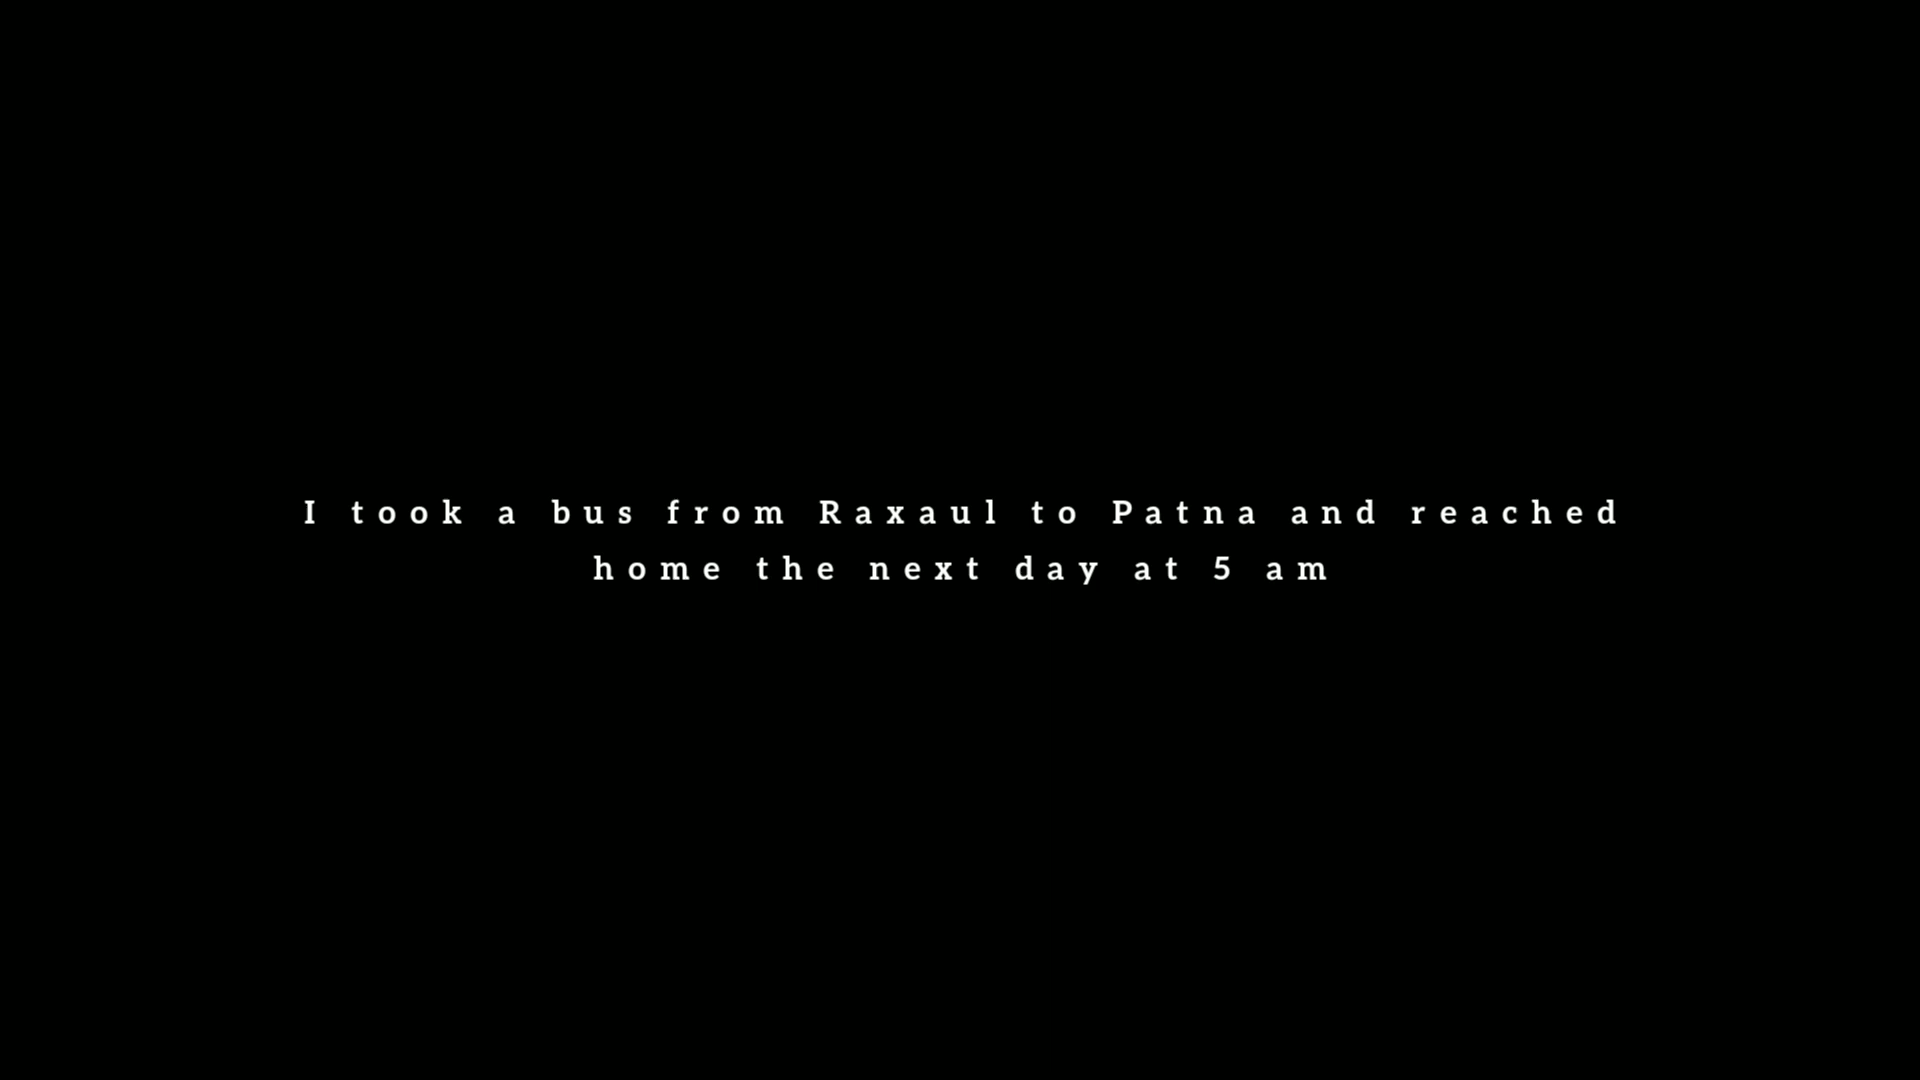 I took a bus from Raxaul to Patna and reached
home the next day at 5 am